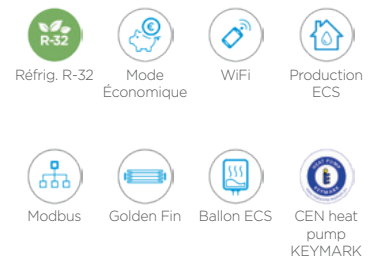 R-32
€
Réfrig. R-32
Mode
Économique
WiFi
Production
ECS
HEAT PUMP
KEYMARK
Modbus
Golden Fin
Ballon ECS
CEN heat
pump
KEYMARK